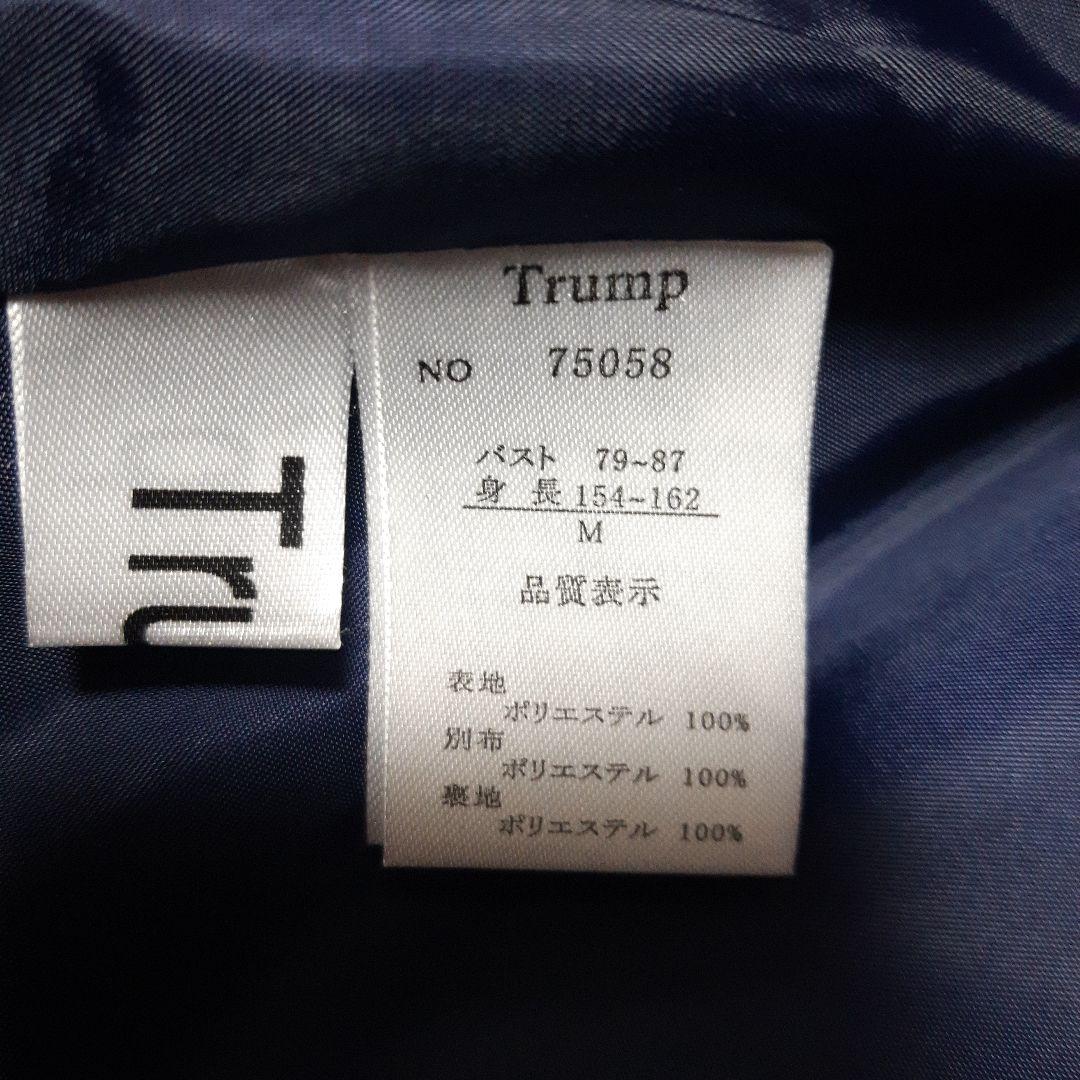 Trump
NO 75058
バスト 79~87
身長 154~162
M
品質表示
表地
ポリエステル 100%
別布
ポリエステル 100%
裏地
ポリエステル 100%
Tru